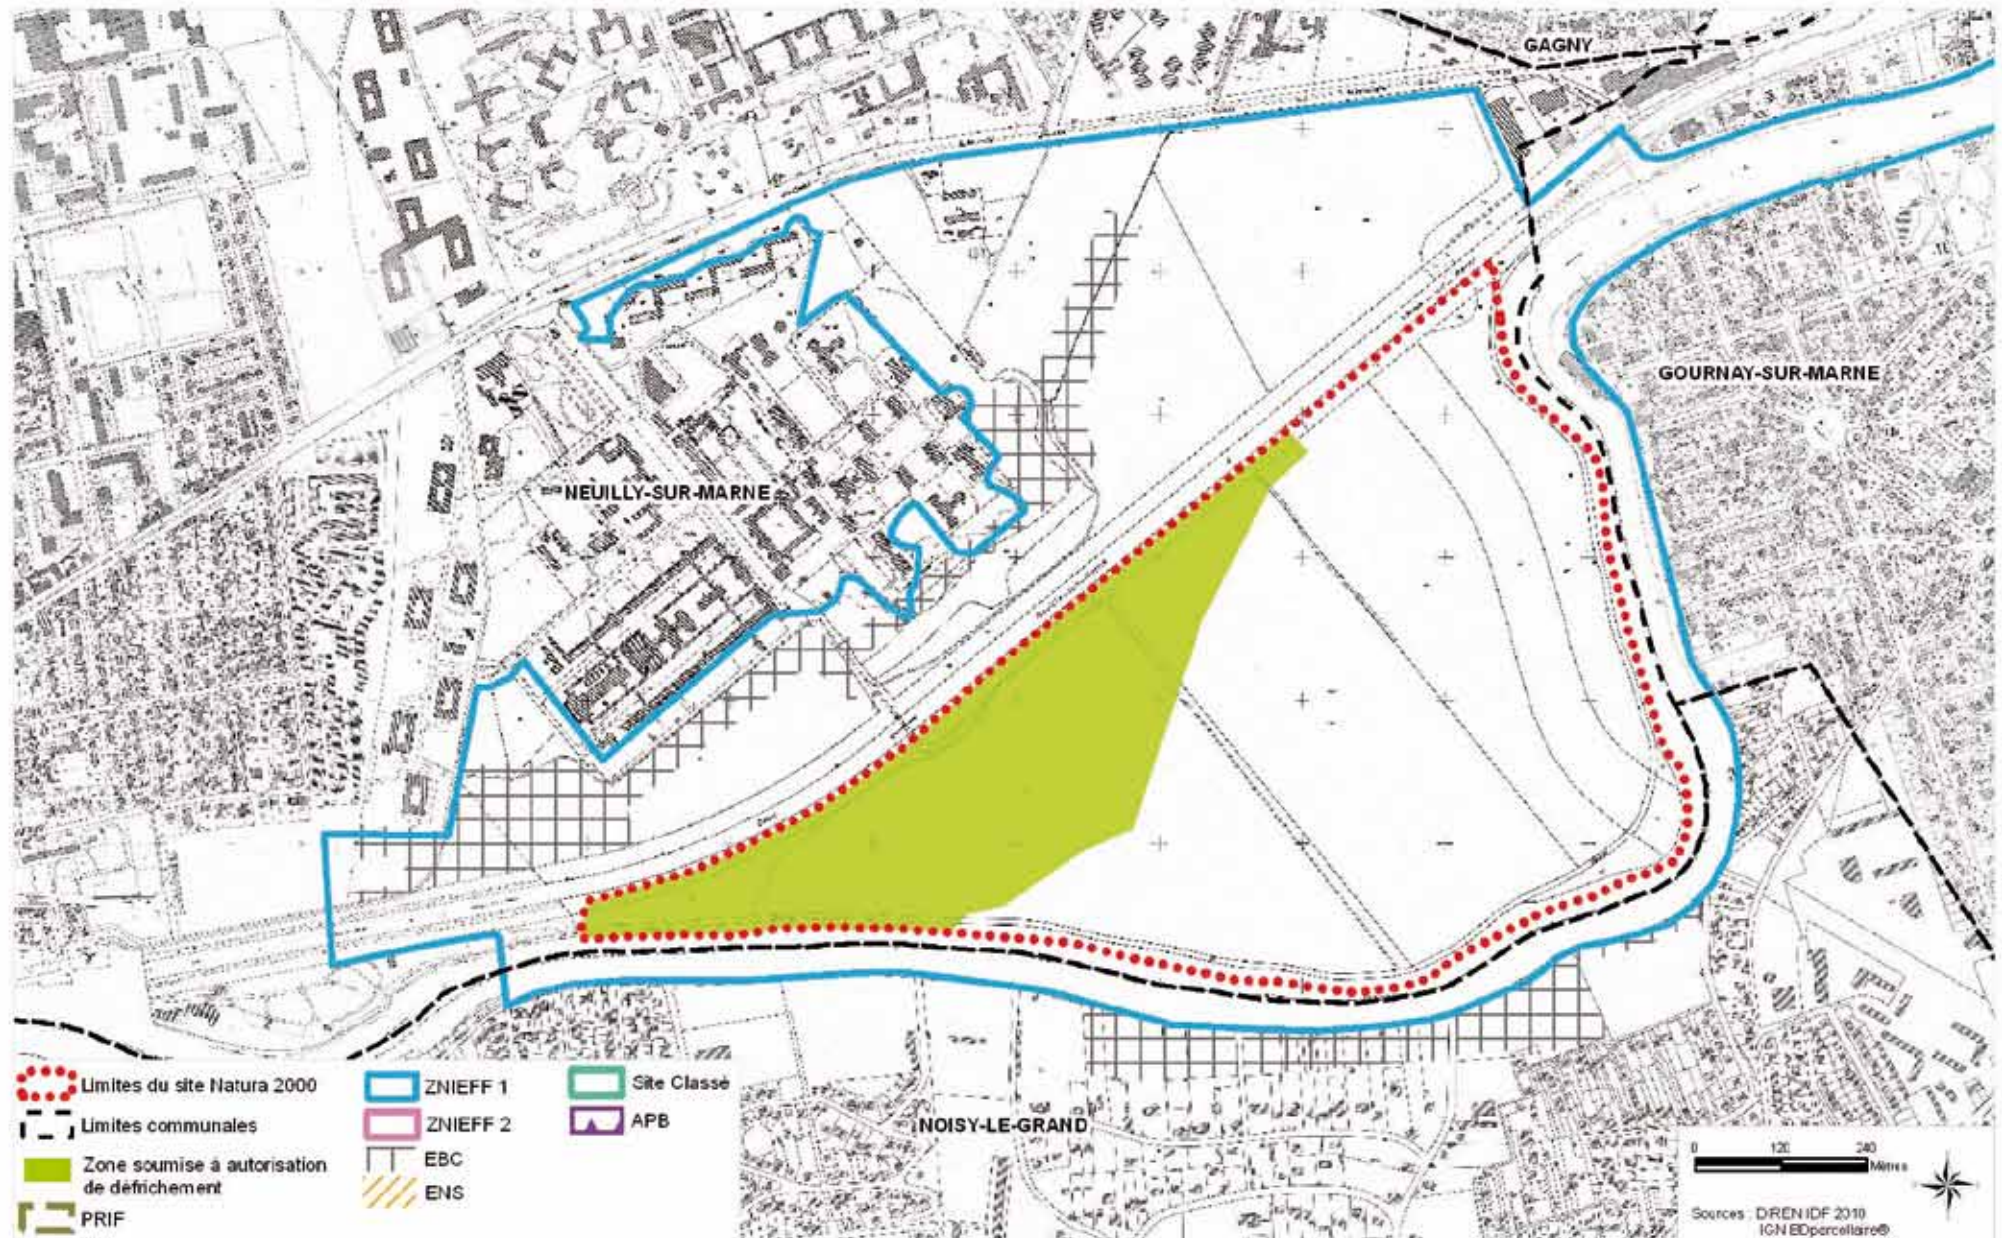 GAGNY
GOURNAY-SUR-MARNE
NEUILLY-SUR-MARNE
NOISY-LE-GRAND
Limites du site Natura 2000
Limites communales
Zone soumise à autorisation
de défrichement
PRIF
ZNIEFF 1
ZNIEFF 2
EBC
ENS
Site Classé
APB
0 120 240
Mètres
Sources : DIREN IDF 2010
IGN BDparcellaire®